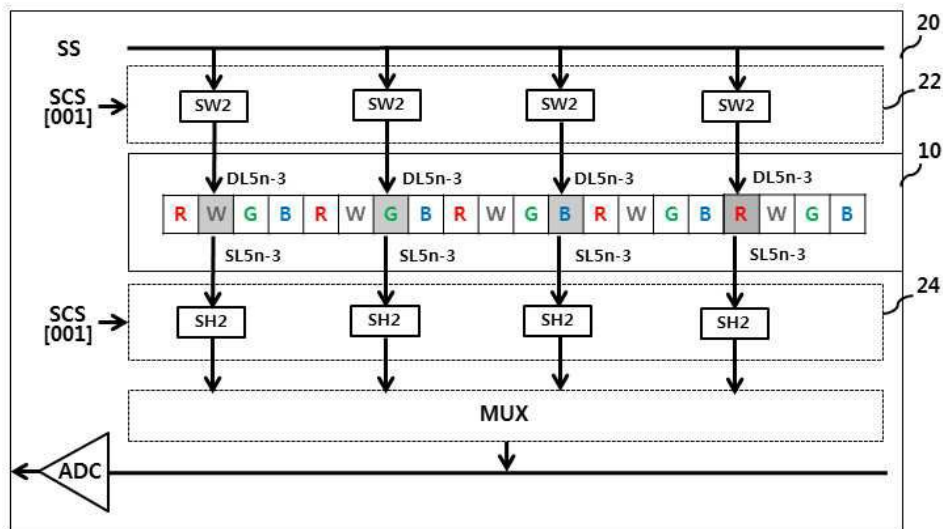 20
SS
22
SCS
[001]
SW2 SW2 SW2 SW2
10
DL5n-3 DL5n-3 DL5n-3 DL5n-3
R W G B R W G B R W G B R W G B R W G B
SL5n-3 SL5n-3 SL5n-3 SL5n-3
24
SCS
[001]
SH2 SH2 SH2 SH2
MUX
ADC